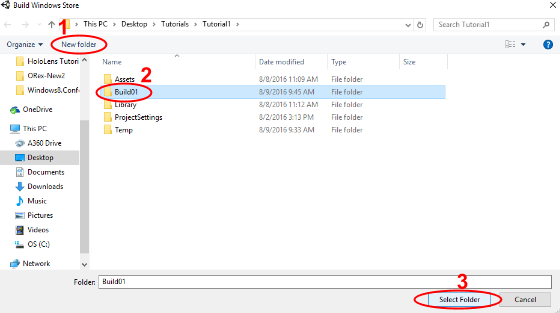 Build Windows Store
This PC > Desktop > Tutorials > Tutorial1 >
Search Tutorial1
1
Organize
New folder
?
Name
Date modified
Type
Size
HoloLens Tutori
ORex-New2
Windows8.Confe
OneDrive
This PC
A360 Drive
Desktop
Documents
Downloads
Music
Pictures
Videos
OS (C:)
Network
2
Assets 8/8/2016 11:09 AM File folder
Build01 8/9/2016 9:45 AM File folder
Library 8/8/2016 11:12 AM File folder
ProjectSettings 8/2/2016 3:13 PM File folder
Temp 8/9/2016 9:33 AM File folder
Folder: Build01
3
Select Folder
Cancel